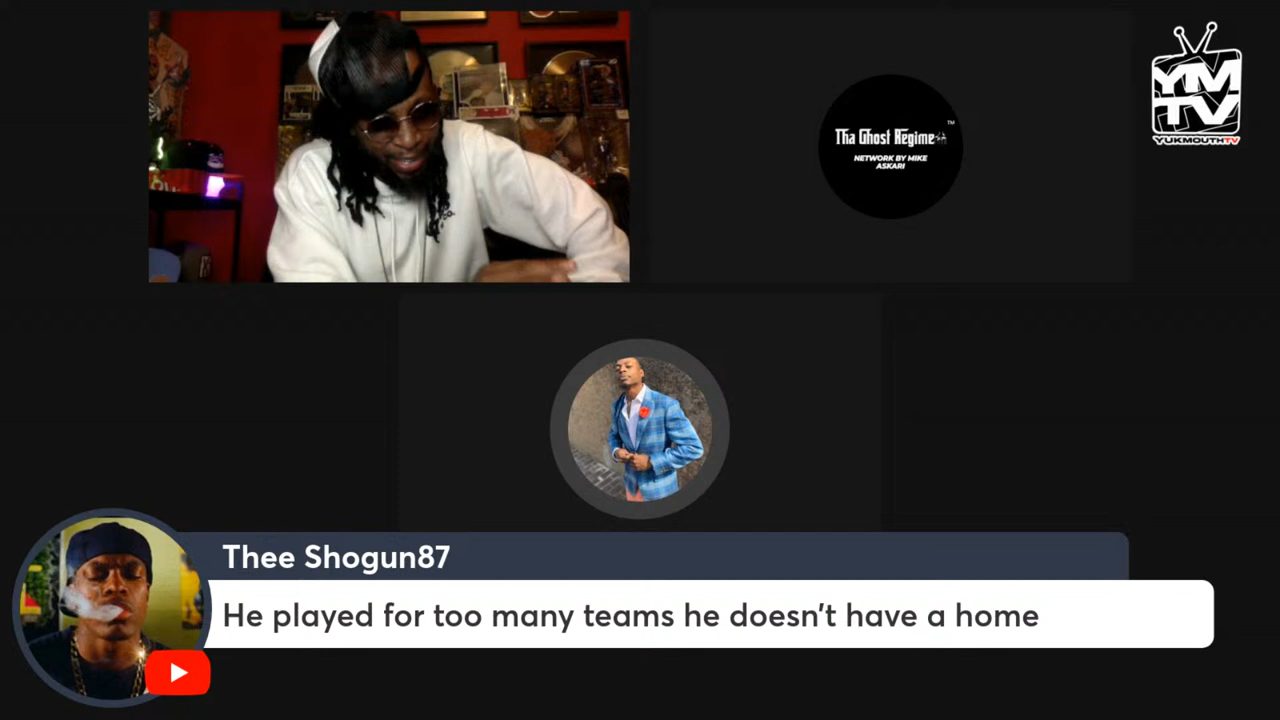 Tha Ghost Regime ™
NETWORK BY MIKE
ASKARI
YM
TV
YUKMOUTHTV
Thee Shogun87
He played for too many teams he doesn't have a home